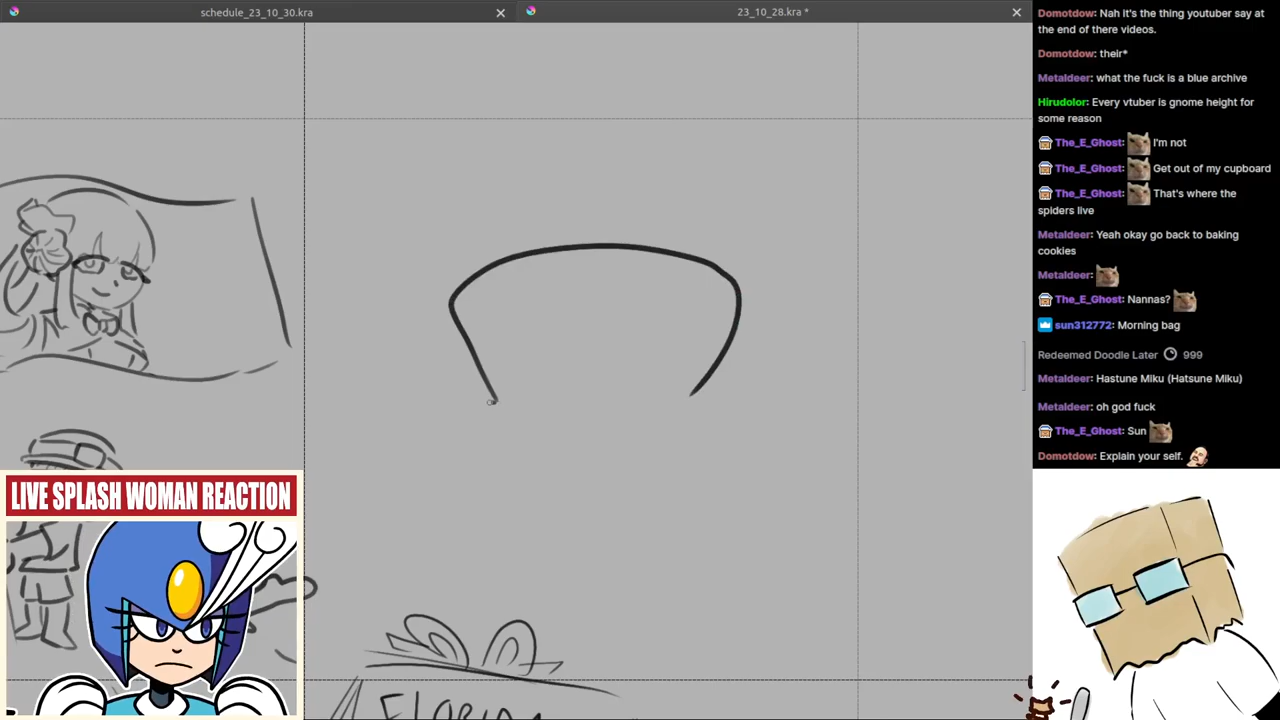 schedule_23_10_30.kra
23_10_28.kra *
Domotdow: Nah it's the thing youtuber say at
the end of there videos.
Domotdow: their*
Metaldeer: what the fuck is a blue archive
Hirudolor: Every vtuber is gnome height for
some reason
The_E_Ghost: I'm not
The_E_Ghost: Get out of my cupboard
The_E_Ghost: That's where the
spiders live
Metaldeer: Yeah okay go back to baking
cookies
Metaldeer:
The_E_Ghost: Nannas?
sun312772: Morning bag
Redeemed Doodle Later 999
Metaldeer: Hastune Miku (Hatsune Miku)
Metaldeer: oh god fuck
The_E_Ghost: Sun
Domotdow: Explain your self.
LIVE SPLASH WOMAN REACTION